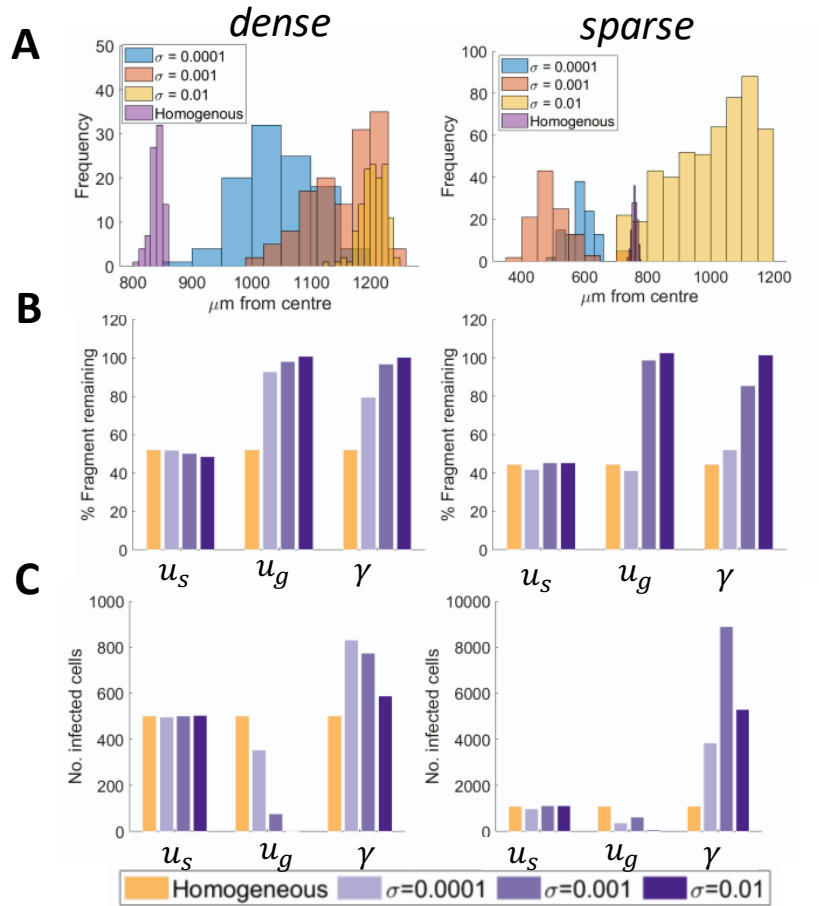 dense
sparse
A
50
40
30
20
10
0
Frequency
σ = 0.0001
σ = 0.001
σ = 0.01
Homogenous
800 900 1000 1100 1200
μm from centre
100
80
60
40
20
0
Frequency
σ = 0.0001
σ = 0.001
σ = 0.01
Homogenous
400 600 800 1000 1200
μm from centre
B
120
100
80
60
40
20
0
% Fragment remaining
u_s u_g γ
120
100
80
60
40
20
0
% Fragment remaining
u_s u_g γ
C
1000
800
600
400
200
0
No. infected cells
u_s u_g γ
10000
8000
6000
4000
2000
0
No. infected cells
u_s u_g γ
Homogeneous σ=0.0001 σ=0.001 σ=0.01